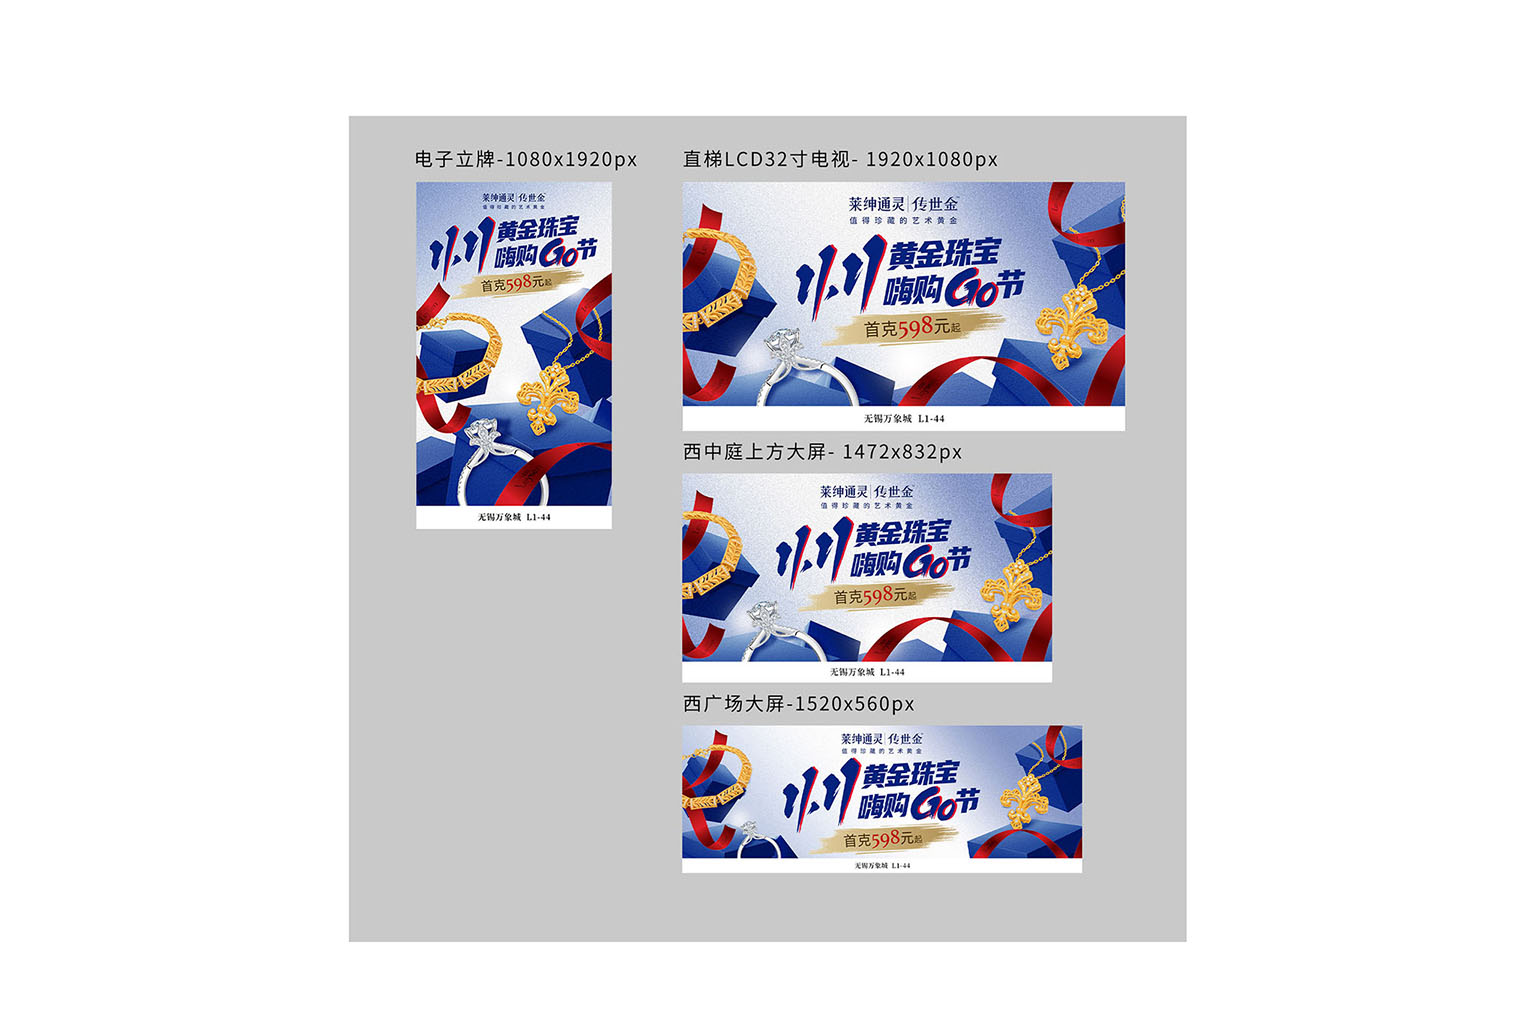 电子立牌-1080x1920px
莱绅通灵|传世金
值得珍藏的艺术黄金
11.11
黄金珠宝
嗨购GO节
首克598元起
无锡万象城 L1-44
直梯LCD32寸电视- 1920x1080px
莱绅通灵|传世金
值得珍藏的艺术黄金
11.11
黄金珠宝
嗨购GO节
首克598元起
无锡万象城 L1-44
西中庭上方大屏- 1472x832px
莱绅通灵|传世金
值得珍藏的艺术黄金
11.11
黄金珠宝
嗨购GO节
首克598元起
无锡万象城 L1-44
西广场大屏-1520x560px
莱绅通灵|传世金
值得珍藏的艺术黄金
11.11
黄金珠宝
嗨购GO节
首克598元起
无锡万象城 L1-44